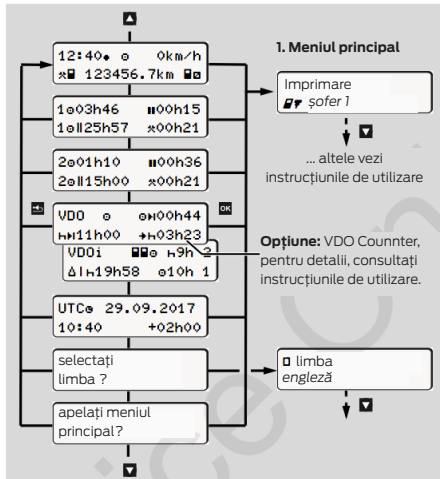 12:40 0km/h
123456.7km
1 03h46 00h15
1 25h57 00h21
2 01h10 00h36
2 15h00 00h21
VDO 00h44
11h00 03h23
VDOi 9h 2
19h58 10h 1
UTC 29.09.2017
10:40 +02h00
selectați
limba ?
apelați meniul
principal?
OK
1. Meniul principal
Imprimare
șofer 1
... altele vezi
instrucțiunile de utilizare
Opțiune: VDO Counnter,
pentru detalii, consultați
instrucțiunile de utilizare.
limba
engleză